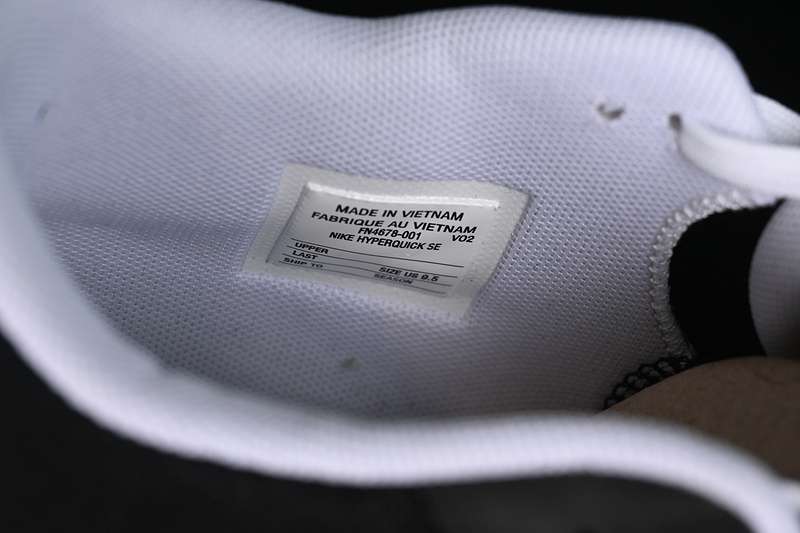 MADE IN VIETNAM
FABRIQUE AU VIETNAM
FN4678-001 VO2
NIKE HYPERQUICK SE
UPPER
LAST SIZE US 9.5
SHIP TO SEASON